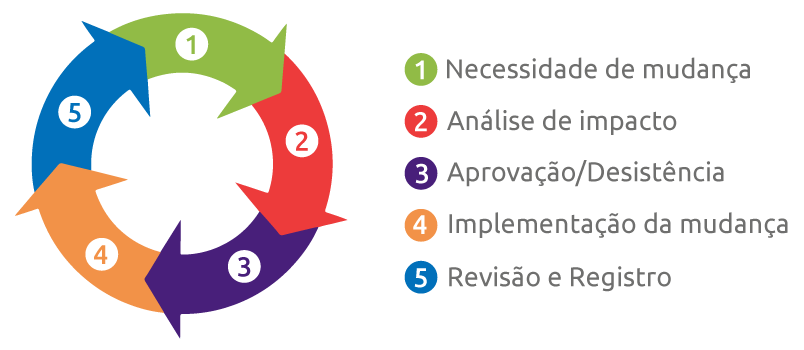 1
2
3
4
5
1 Necessidade de mudança
2 Análise de impacto
3 Aprovação/Desistência
4 Implementação da mudança
5 Revisão e Registro